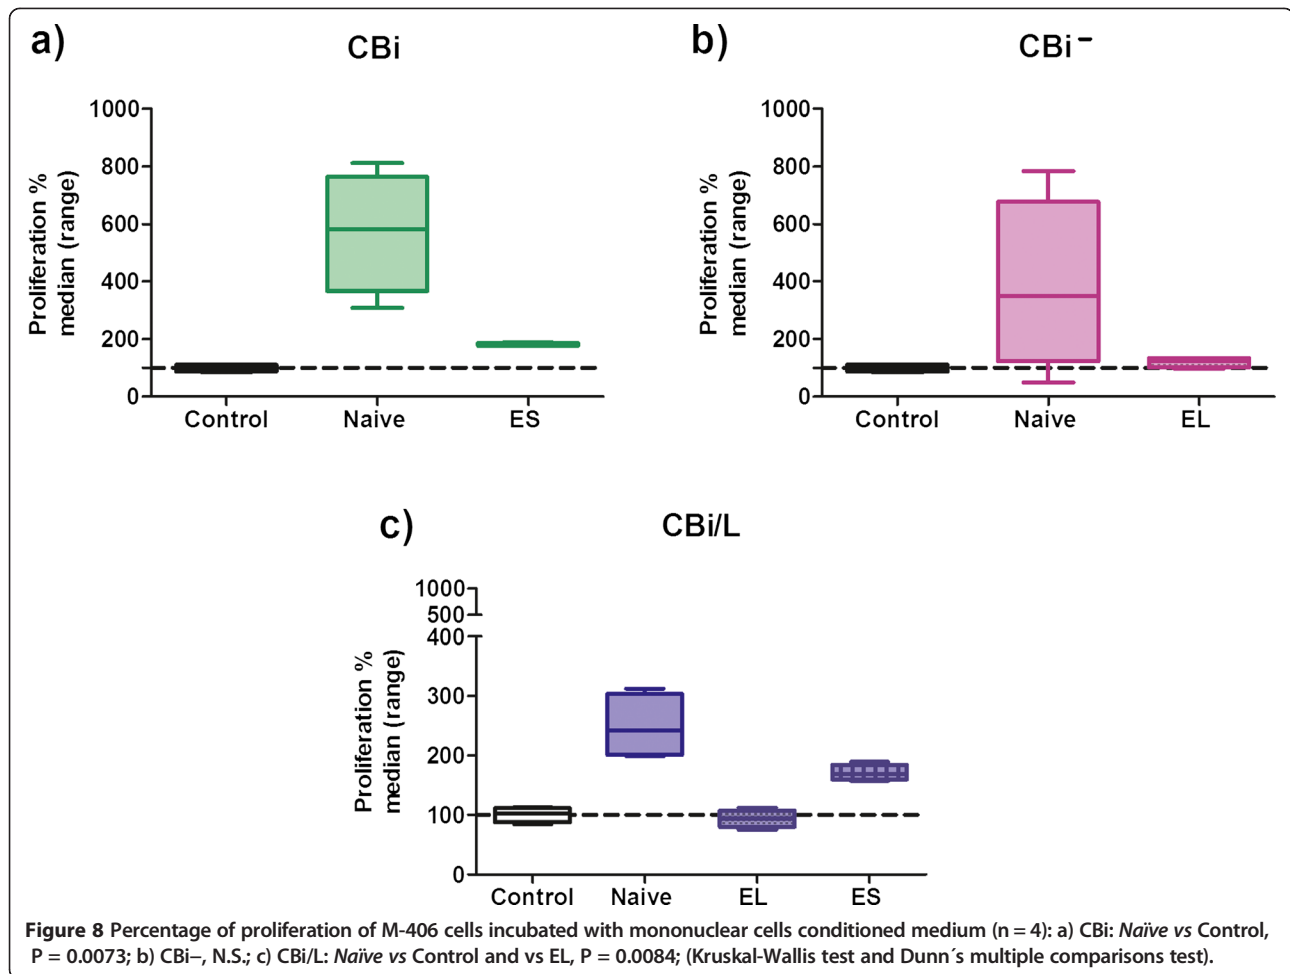 a) CBi
Proliferation %
median (range)
1000
800
600
400
200
0
Control Naive ES
b) CBi⁻
Proliferation %
median (range)
1000
800
600
400
200
0
Control Naive EL
c) CBi/L
Proliferation %
median (range)
1000
500
400
300
200
100
0
Control Naive EL ES
Figure 8 Percentage of proliferation of M-406 cells incubated with mononuclear cells conditioned medium (n = 4): a) CBi: Naïve vs Control,
P = 0.0073; b) CBi−, N.S.; c) CBi/L: Naïve vs Control and vs EL, P = 0.0084; (Kruskal-Wallis test and Dunn´s multiple comparisons test).